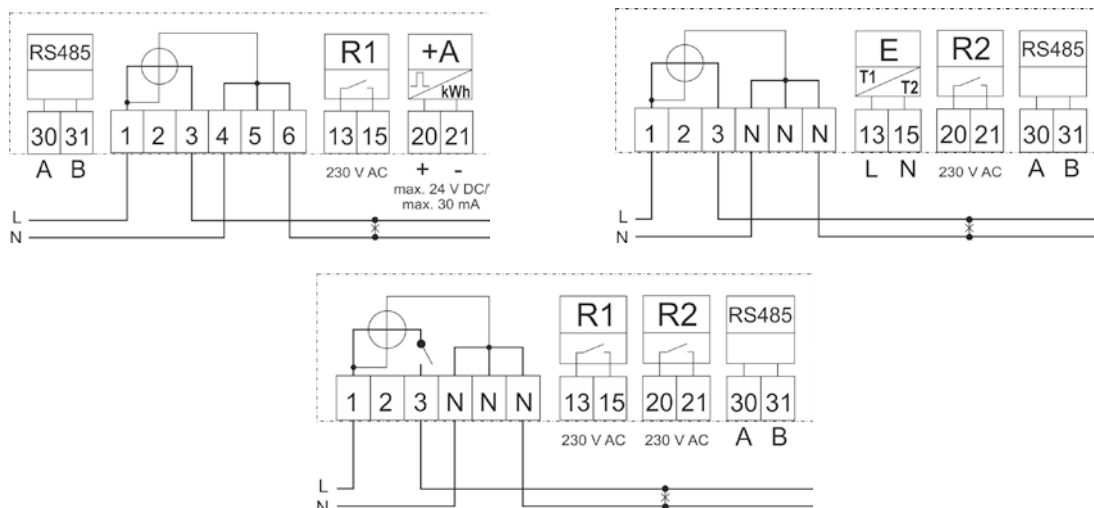 RS485
R1
+A
kWh
30 31 1 2 3 4 5 6 13 15 20 21
A B 230 V AC + -
max. 24 V DC/
max. 30 mA
L
N
E R2 RS485
T1 T2
1 2 3 N N N 13 15 20 21 30 31
L N 230 V AC A B
L
N
R1 R2 RS485
1 2 3 N N N 13 15 20 21 30 31
230 V AC 230 V AC A B
L
N